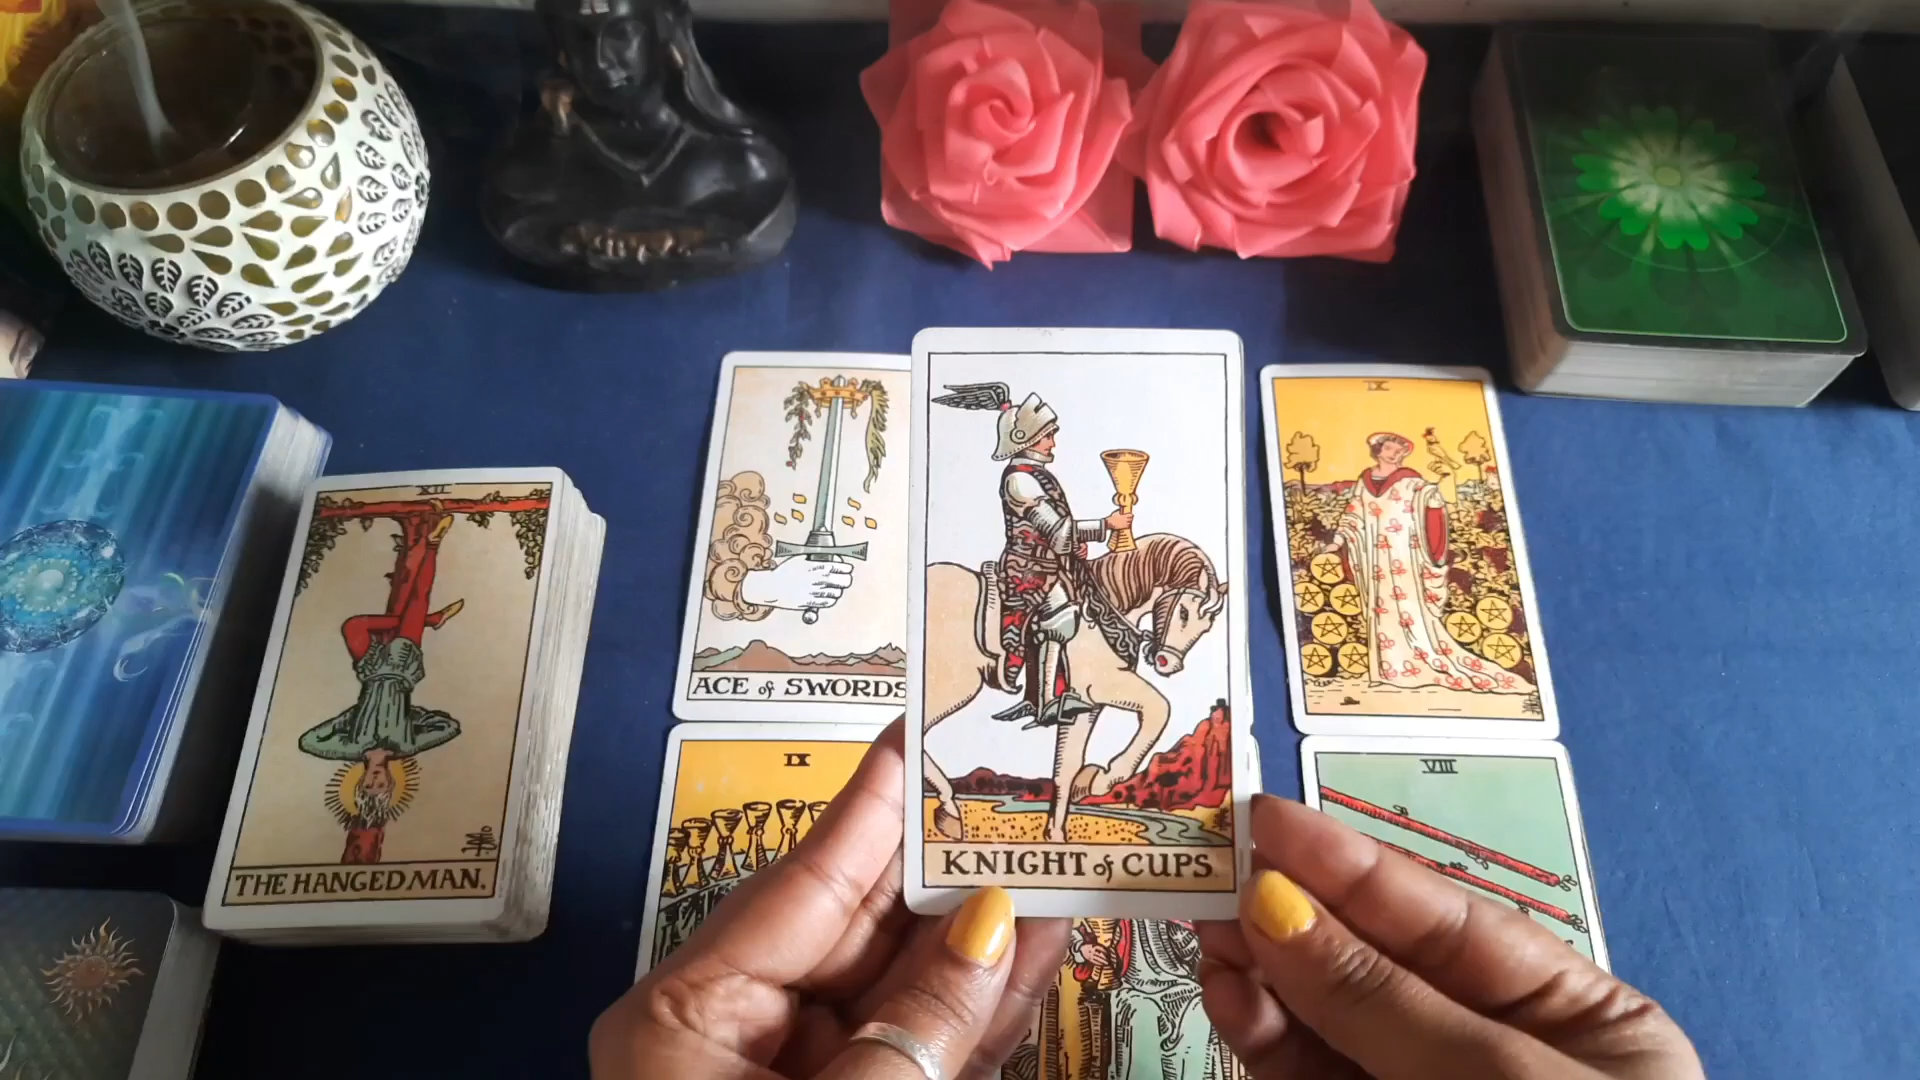 XII
THE HANGED MAN.
ACE of SWORDS
KNIGHT of CUPS.
IX
IX
VIII